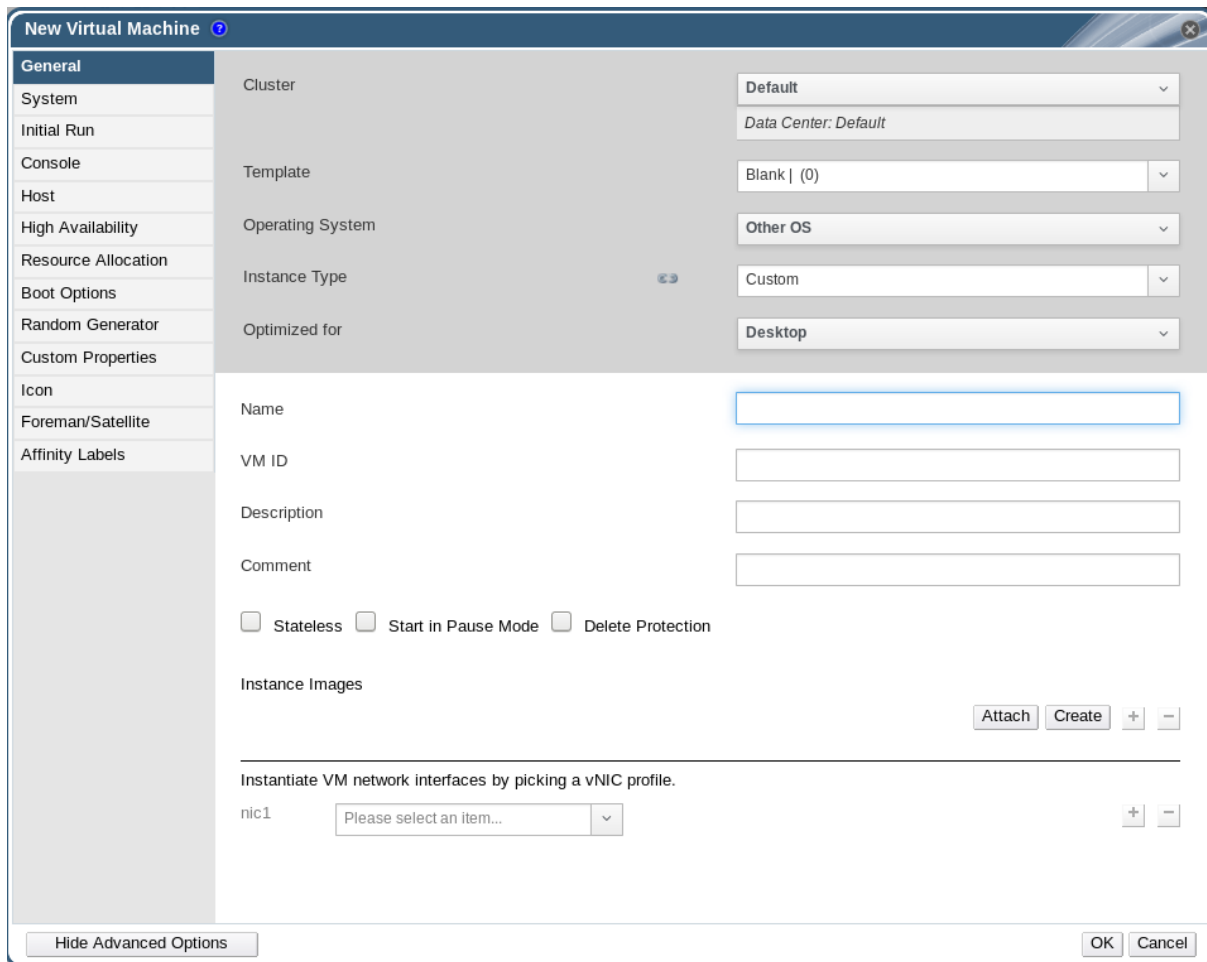 New Virtual Machine ?
General
System
Initial Run
Console
Host
High Availability
Resource Allocation
Boot Options
Random Generator
Custom Properties
Icon
Foreman/Satellite
Affinity Labels
Cluster Default
Data Center: Default
Template Blank | (0)
Operating System Other OS
Instance Type Custom
Optimized for Desktop
Name
VM ID
Description
Comment
Stateless Start in Pause Mode Delete Protection
Instance Images
Attach Create + −
Instantiate VM network interfaces by picking a vNIC profile.
nic1 Please select an item... + −
Hide Advanced Options OK Cancel